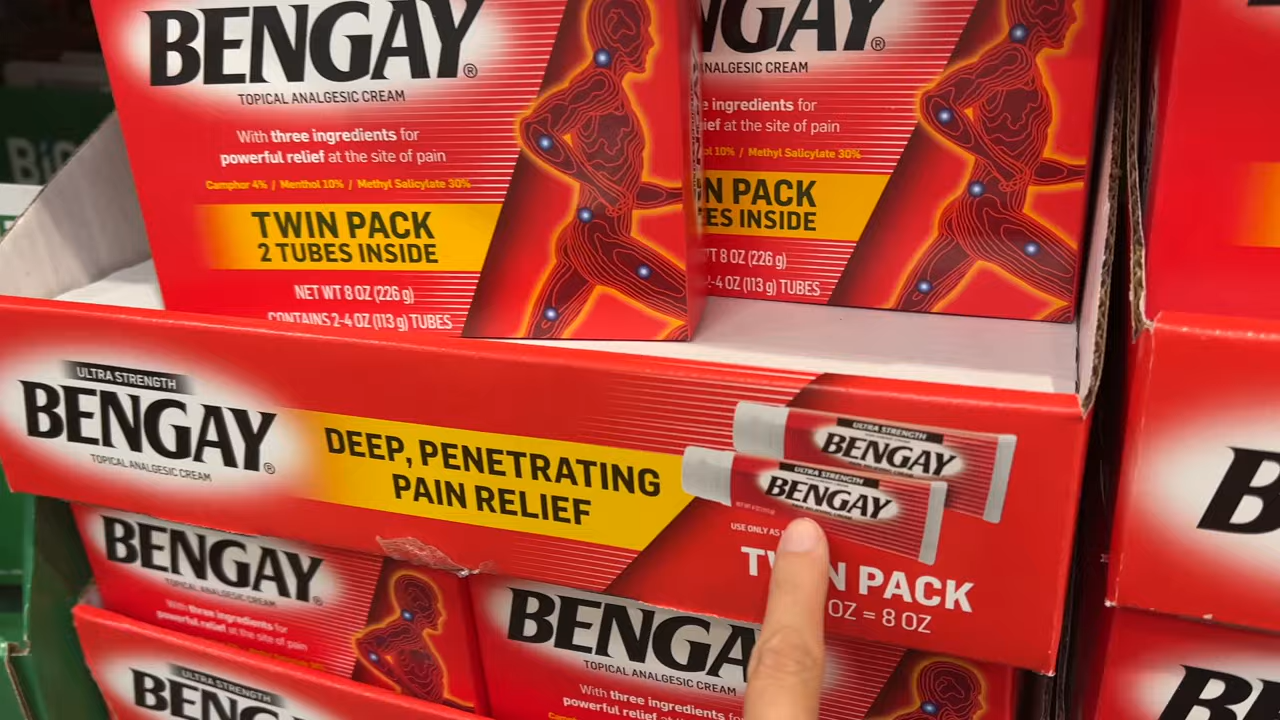 BENGAY®
TOPICAL ANALGESIC CREAM
With three ingredients for
powerful relief at the site of pain
Camphor 4% / Menthol 10% / Methyl Salicylate 30%
TWIN PACK
2 TUBES INSIDE
NET WT 8 OZ (226 g)
CONTAINS 2-4 OZ (113 g) TUBES
GAY®
ANALGESIC CREAM
ingredients for
at the site of pain
10% / Methyl Salicylate 30%
PACK
INSIDE
8 OZ (226 g)
2-4 OZ (113 g) TUBES
ULTRA STRENGTH
BENGAY®
TOPICAL ANALGESIC CREAM
DEEP, PENETRATING
PAIN RELIEF
ULTRA STRENGTH
BENGAY
ULTRA STRENGTH
BENGAY
USE ONLY AS
TWIN PACK
OZ = 8 OZ
BENGAY®
TOPICAL ANALGESIC CREAM
With three ingredients for
powerful relief at the site of pain
BENGA
TOPICAL ANALGESIC CREAM
With three ingredients for
powerful relief at the site
ULTRA STRENGTH
BENGAY
B
BE